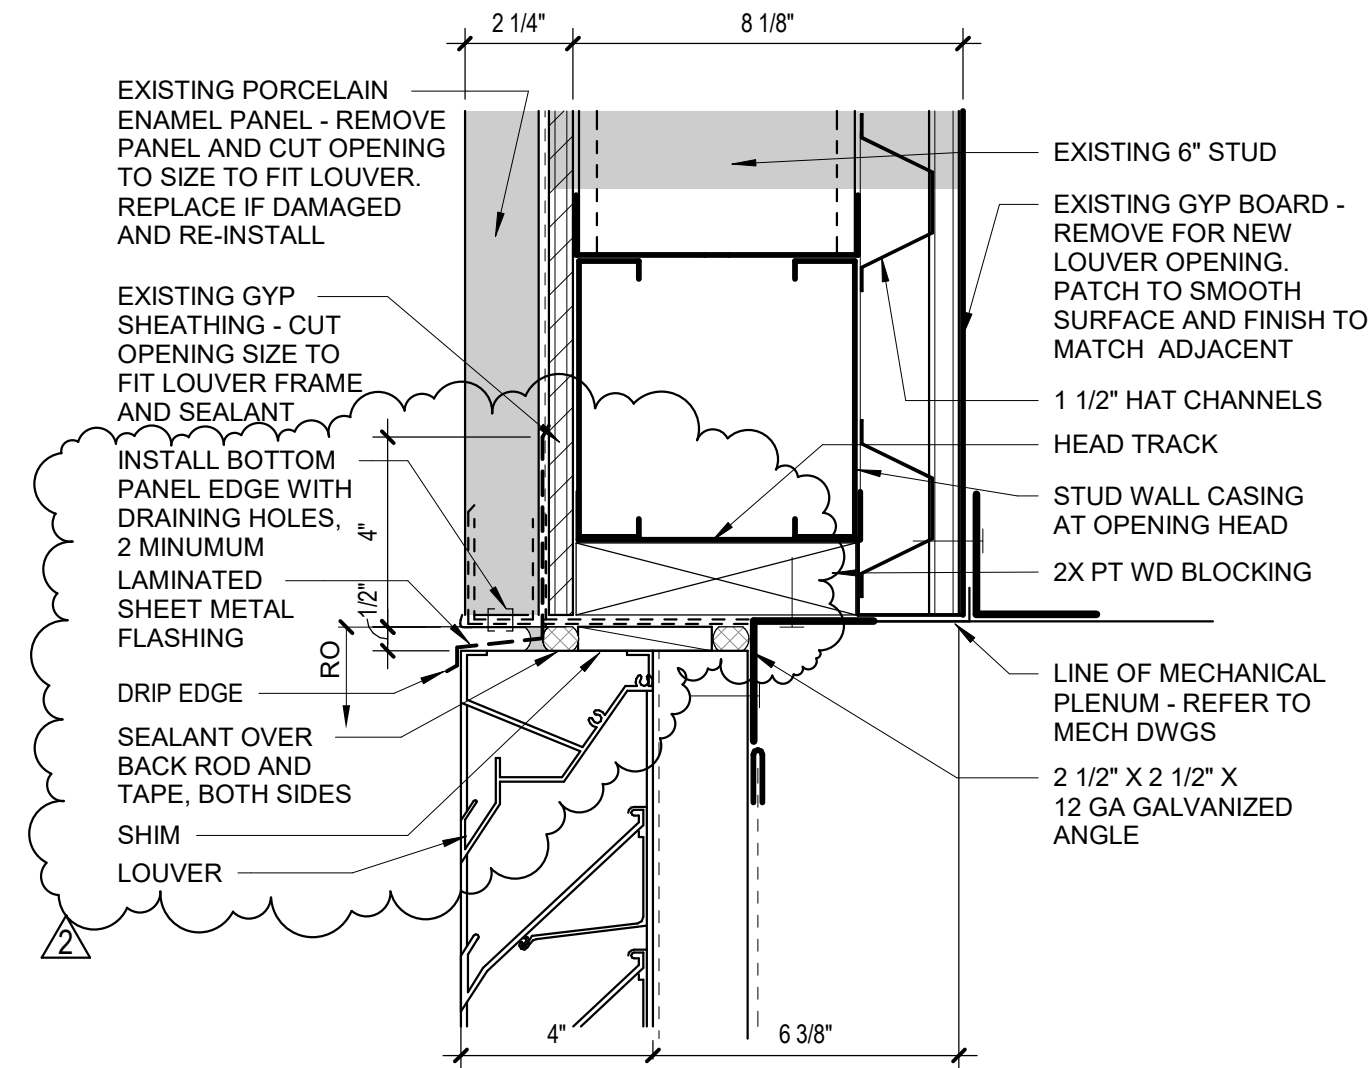 2 1/4"
8 1/8"
EXISTING PORCELAIN
ENAMEL PANEL - REMOVE
PANEL AND CUT OPENING
TO SIZE TO FIT LOUVER.
REPLACE IF DAMAGED
AND RE-INSTALL
EXISTING GYP
SHEATHING - CUT
OPENING SIZE TO
FIT LOUVER FRAME
AND SEALANT
INSTALL BOTTOM
PANEL EDGE WITH
DRAINING HOLES,
2 MINUMUM
LAMINATED
SHEET METAL
FLASHING
DRIP EDGE
SEALANT OVER
BACK ROD AND
TAPE, BOTH SIDES
SHIM
LOUVER
2
4"
1/2"
RO
EXISTING 6" STUD
EXISTING GYP BOARD -
REMOVE FOR NEW
LOUVER OPENING.
PATCH TO SMOOTH
SURFACE AND FINISH TO
MATCH  ADJACENT
1 1/2" HAT CHANNELS
HEAD TRACK
STUD WALL CASING
AT OPENING HEAD
2X PT WD BLOCKING
LINE OF MECHANICAL
PLENUM - REFER TO
MECH DWGS
2 1/2" X 2 1/2" X
12 GA GALVANIZED
ANGLE
4"
6 3/8"